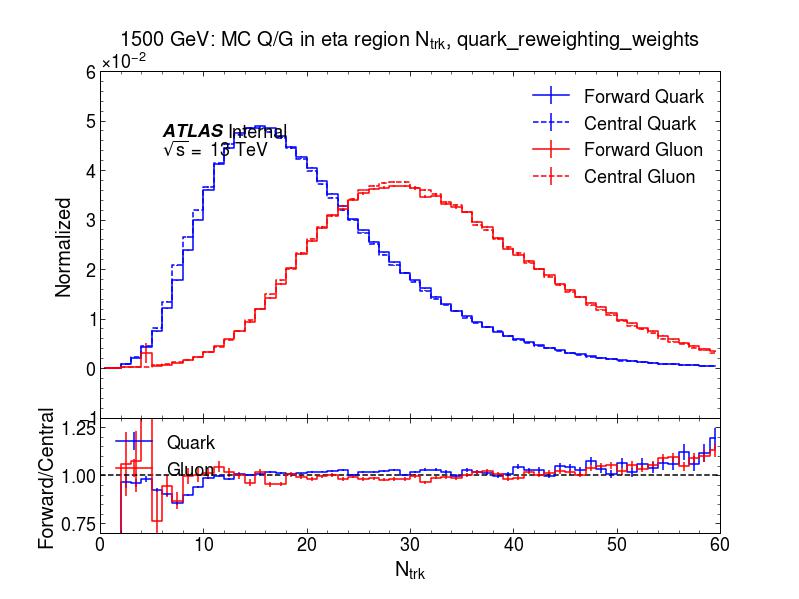 1500 GeV: MC Q/G in eta region N_trk, quark_reweighting_weights
×10⁻²
6
5
4
3
2
1
0
−1
Normalized
ATLAS Internal
√s = 13 TeV
Forward Quark
Central Quark
Forward Gluon
Central Gluon
1.25
1.00
0.75
Forward/Central
Quark
Gluon
0 10 20 30 40 50 60
N_trk